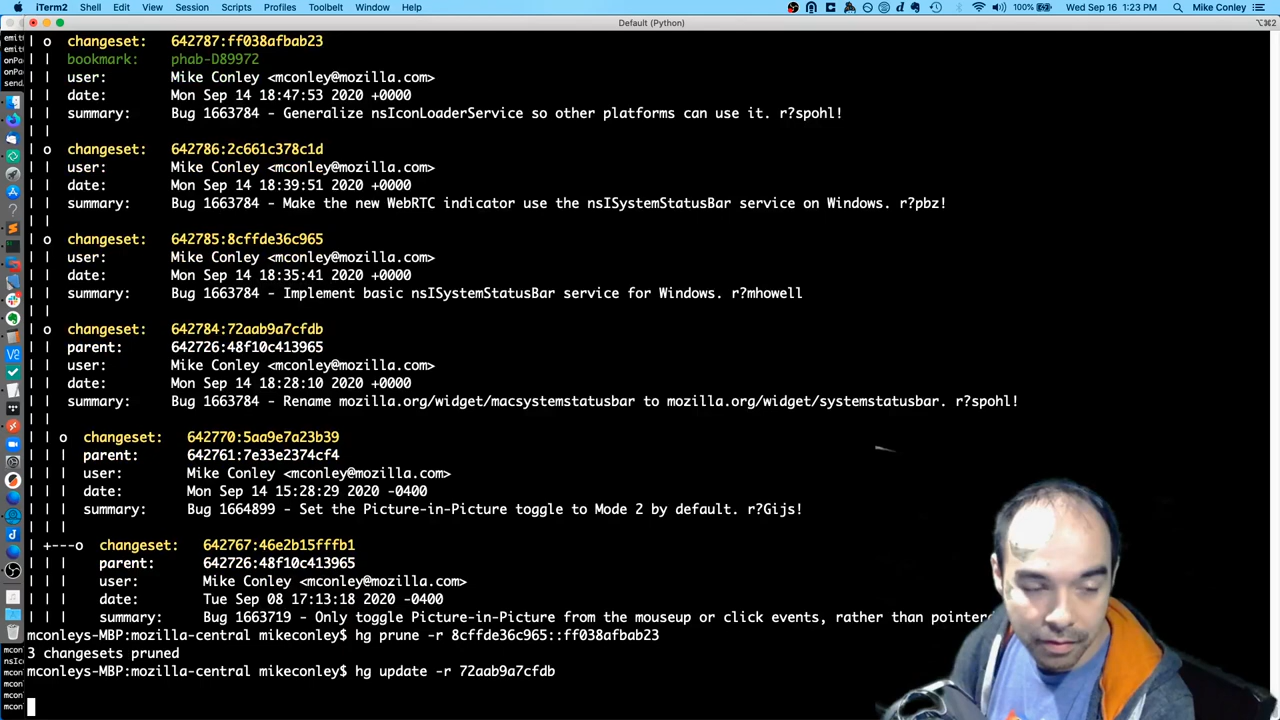 iTerm2 Shell Edit View Session Scripts Profiles Toolbelt Window Help 100% Wed Sep 16 1:23 PM Mike Conley
Default (Python) ⌥⌘2
| o changeset: 642787:ff038afbab23
| | bookmark: phab-D89972
| | user: Mike Conley <mconley@mozilla.com>
| | date: Mon Sep 14 18:47:53 2020 +0000
| | summary: Bug 1663784 - Generalize nsIconLoaderService so other platforms can use it. r?spohl!
| |
| o changeset: 642786:2c661c378c1d
| | user: Mike Conley <mconley@mozilla.com>
| | date: Mon Sep 14 18:39:51 2020 +0000
| | summary: Bug 1663784 - Make the new WebRTC indicator use the nsISystemStatusBar service on Windows. r?pbz!
| |
| o changeset: 642785:8cffde36c965
| | user: Mike Conley <mconley@mozilla.com>
| | date: Mon Sep 14 18:35:41 2020 +0000
| | summary: Bug 1663784 - Implement basic nsISystemStatusBar service for Windows. r?mhowell
| |
| o changeset: 642784:72aab9a7cfdb
| | parent: 642726:48f10c413965
| | user: Mike Conley <mconley@mozilla.com>
| | date: Mon Sep 14 18:28:10 2020 +0000
| | summary: Bug 1663784 - Rename mozilla.org/widget/macsystemstatusbar to mozilla.org/widget/systemstatusbar. r?spohl!
| |
| | o changeset: 642770:5aa9e7a23b39
| | | parent: 642761:7e33e2374cf4
| | | user: Mike Conley <mconley@mozilla.com>
| | | date: Mon Sep 14 15:28:29 2020 -0400
| | | summary: Bug 1664899 - Set the Picture-in-Picture toggle to Mode 2 by default. r?Gijs!
| | |
| +---o changeset: 642767:46e2b15fffb1
| | | parent: 642726:48f10c413965
| | | user: Mike Conley <mconley@mozilla.com>
| | | date: Tue Sep 08 17:13:18 2020 -0400
| | | summary: Bug 1663719 - Only toggle Picture-in-Picture from the mouseup or click events, rather than
mconleys-MBP:mozilla-central mikeconley$ hg prune -r 8cffde36c965::ff038afbab23
3 changesets pruned
mconleys-MBP:mozilla-central mikeconley$ hg update -r 72aab9a7cfdb